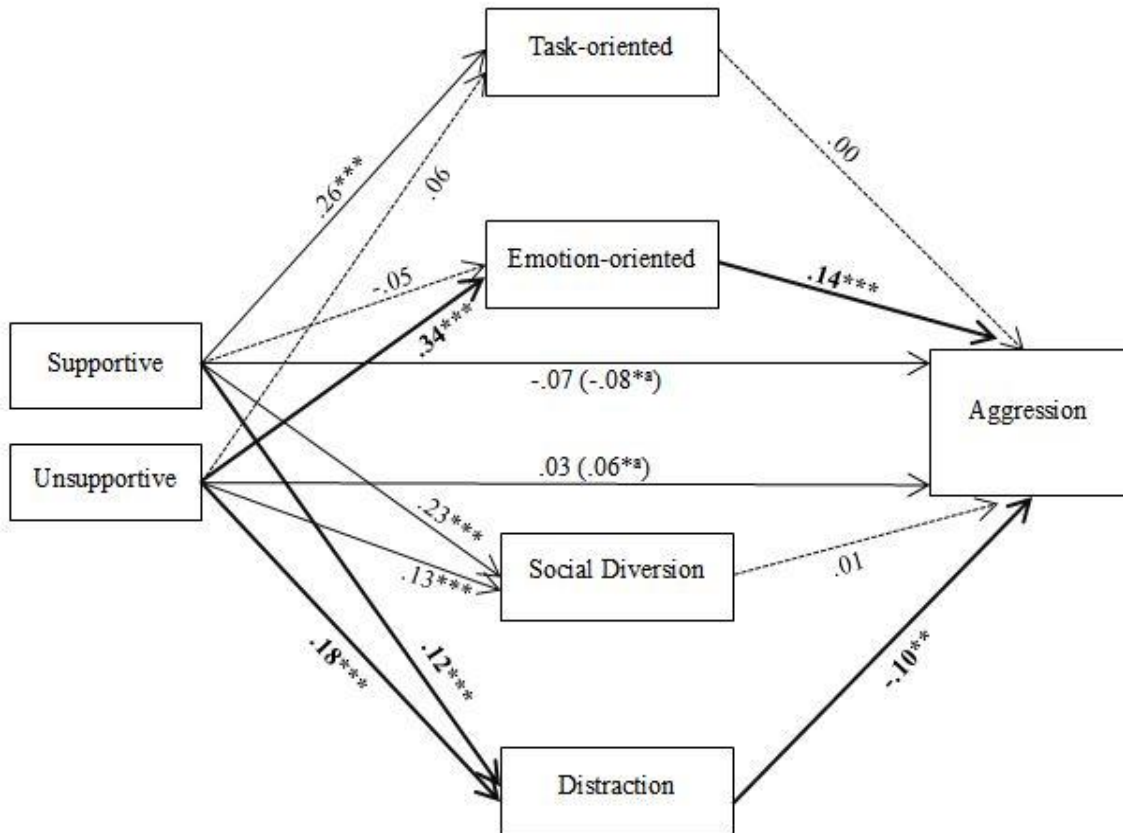 Task-oriented
.26***
.06
.00
Emotion-oriented
-.05
.34***
.14***
Supportive
-.07 (-.08*ª)
Aggression
Unsupportive
.03 (.06*ª)
.23***
.13***
Social Diversion
.01
.18***
.12***
-.10**
Distraction